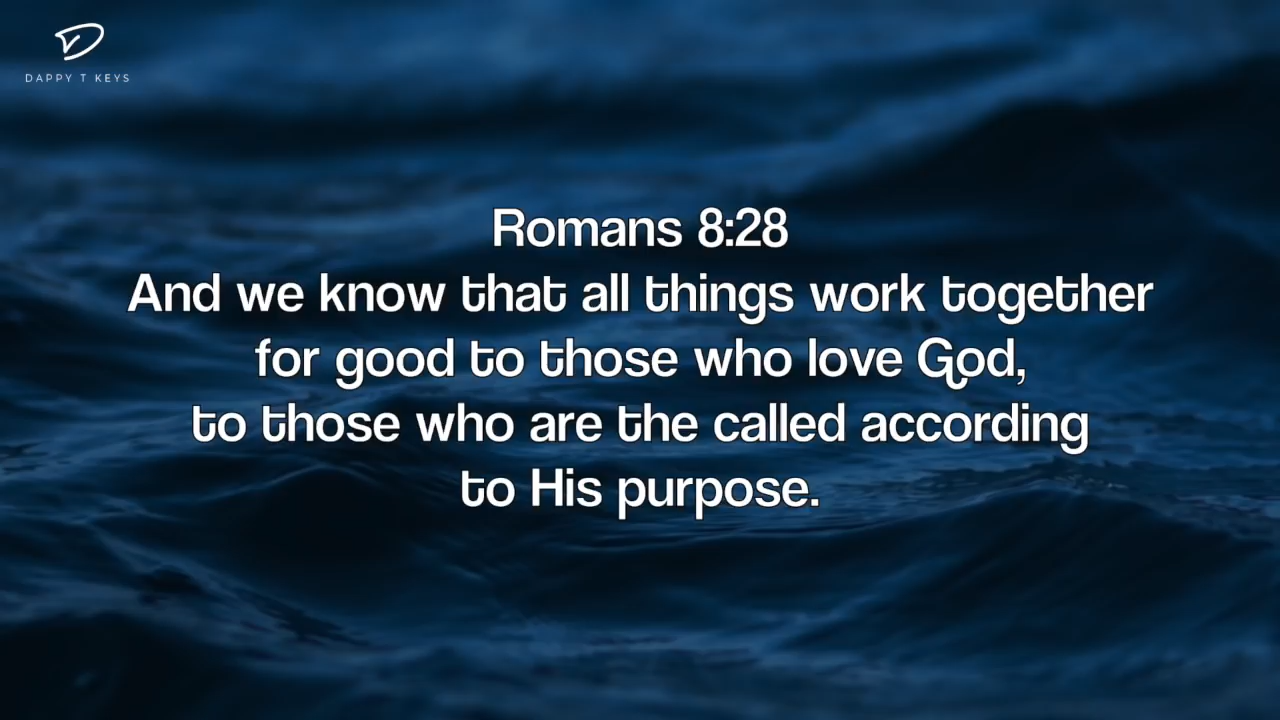 DAPPY T KEYS
Romans 8:28
And we know that all things work together
for good to those who love God,
to those who are the called according
to His purpose.